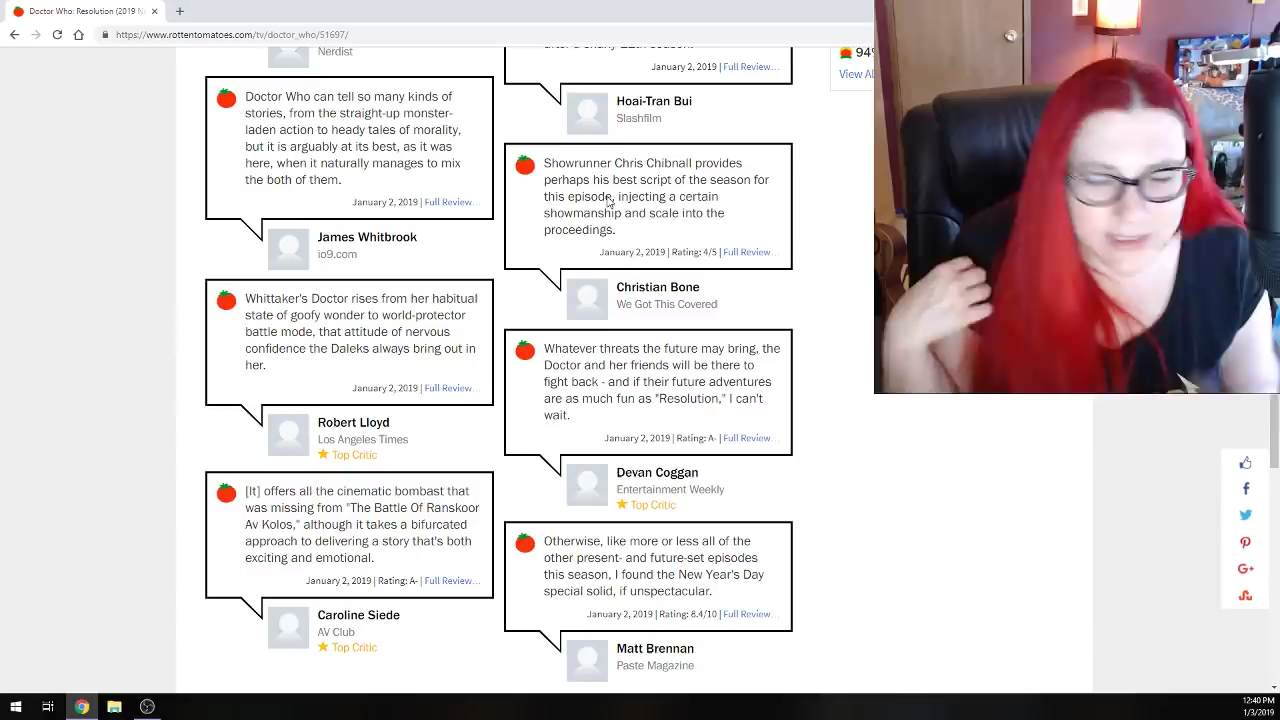 Doctor Who: Resolution (2019 N
https://www.rottentomatoes.com/tv/doctor_who/51697/
Nerdist
Doctor Who can tell so many kinds of
stories, from the straight-up monster-
laden action to heady tales of morality,
but it is arguably at its best, as it was
here, when it naturally manages to mix
the both of them.
January 2, 2019 | Full Review…
James Whitbrook
io9.com
Whittaker's Doctor rises from her habitual
state of goofy wonder to world-protector
battle mode, that attitude of nervous
confidence the Daleks always bring out in
her.
January 2, 2019 | Full Review…
Robert Lloyd
Los Angeles Times
Top Critic
[It] offers all the cinematic bombast that
was missing from "The Battle Of Ranskoor
Av Kolos," although it takes a bifurcated
approach to delivering a story that's both
exciting and emotional.
January 2, 2019 | Rating: A- | Full Review…
Caroline Siede
AV Club
Top Critic
January 2, 2019 | Full Review…
Hoai-Tran Bui
Slashfilm
Showrunner Chris Chibnall provides
perhaps his best script of the season for
this episode, injecting a certain
showmanship and scale into the
proceedings.
January 2, 2019 | Rating: 4/5 | Full Review…
Christian Bone
We Got This Covered
Whatever threats the future may bring, the
Doctor and her friends will be there to
fight back - and if their future adventures
are as much fun as "Resolution," I can't
wait.
January 2, 2019 | Rating: A- | Full Review…
Devan Coggan
Entertainment Weekly
Top Critic
Otherwise, like more or less all of the
other present- and future-set episodes
this season, I found the New Year's Day
special solid, if unspectacular.
January 2, 2019 | Rating: 6.4/10 | Full Review…
Matt Brennan
Paste Magazine
94%
View Al
G+
12:40 PM
1/3/2019